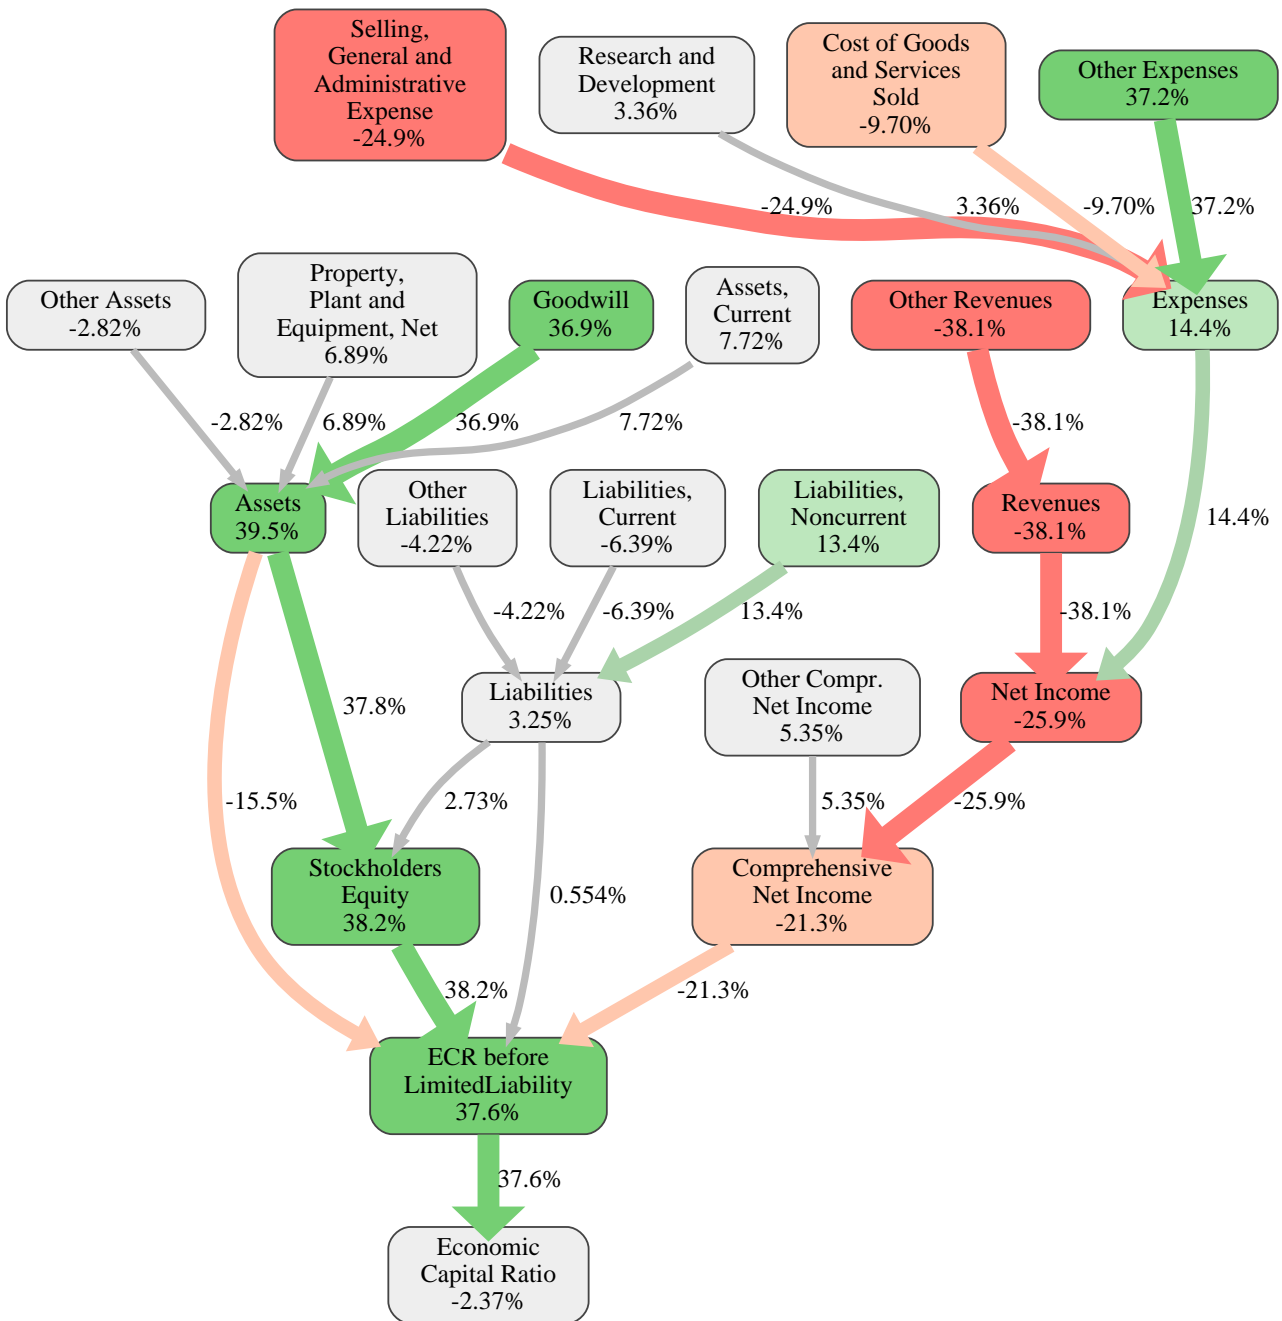 Selling,
General and
Administrative
Expense
-24.9%
Research and
Development
3.36%
Cost of Goods
and Services
Sold
-9.70%
Other Expenses
37.2%
-24.9%
3.36%
-9.70%
37.2%
Other Assets
-2.82%
Property,
Plant and
Equipment, Net
6.89%
Goodwill
36.9%
Assets,
Current
7.72%
Other Revenues
-38.1%
Expenses
14.4%
-2.82%
6.89%
36.9%
7.72%
-38.1%
Assets
39.5%
Other
Liabilities
-4.22%
Liabilities,
Current
-6.39%
Liabilities,
Noncurrent
13.4%
Revenues
-38.1%
14.4%
-4.22%
-6.39%
13.4%
-38.1%
37.8%
Liabilities
3.25%
Other Compr.
Net Income
5.35%
Net Income
-25.9%
-15.5%
2.73%
5.35%
-25.9%
Stockholders
Equity
38.2%
0.554%
Comprehensive
Net Income
-21.3%
38.2%
-21.3%
ECR before
LimitedLiability
37.6%
37.6%
Economic
Capital Ratio
-2.37%